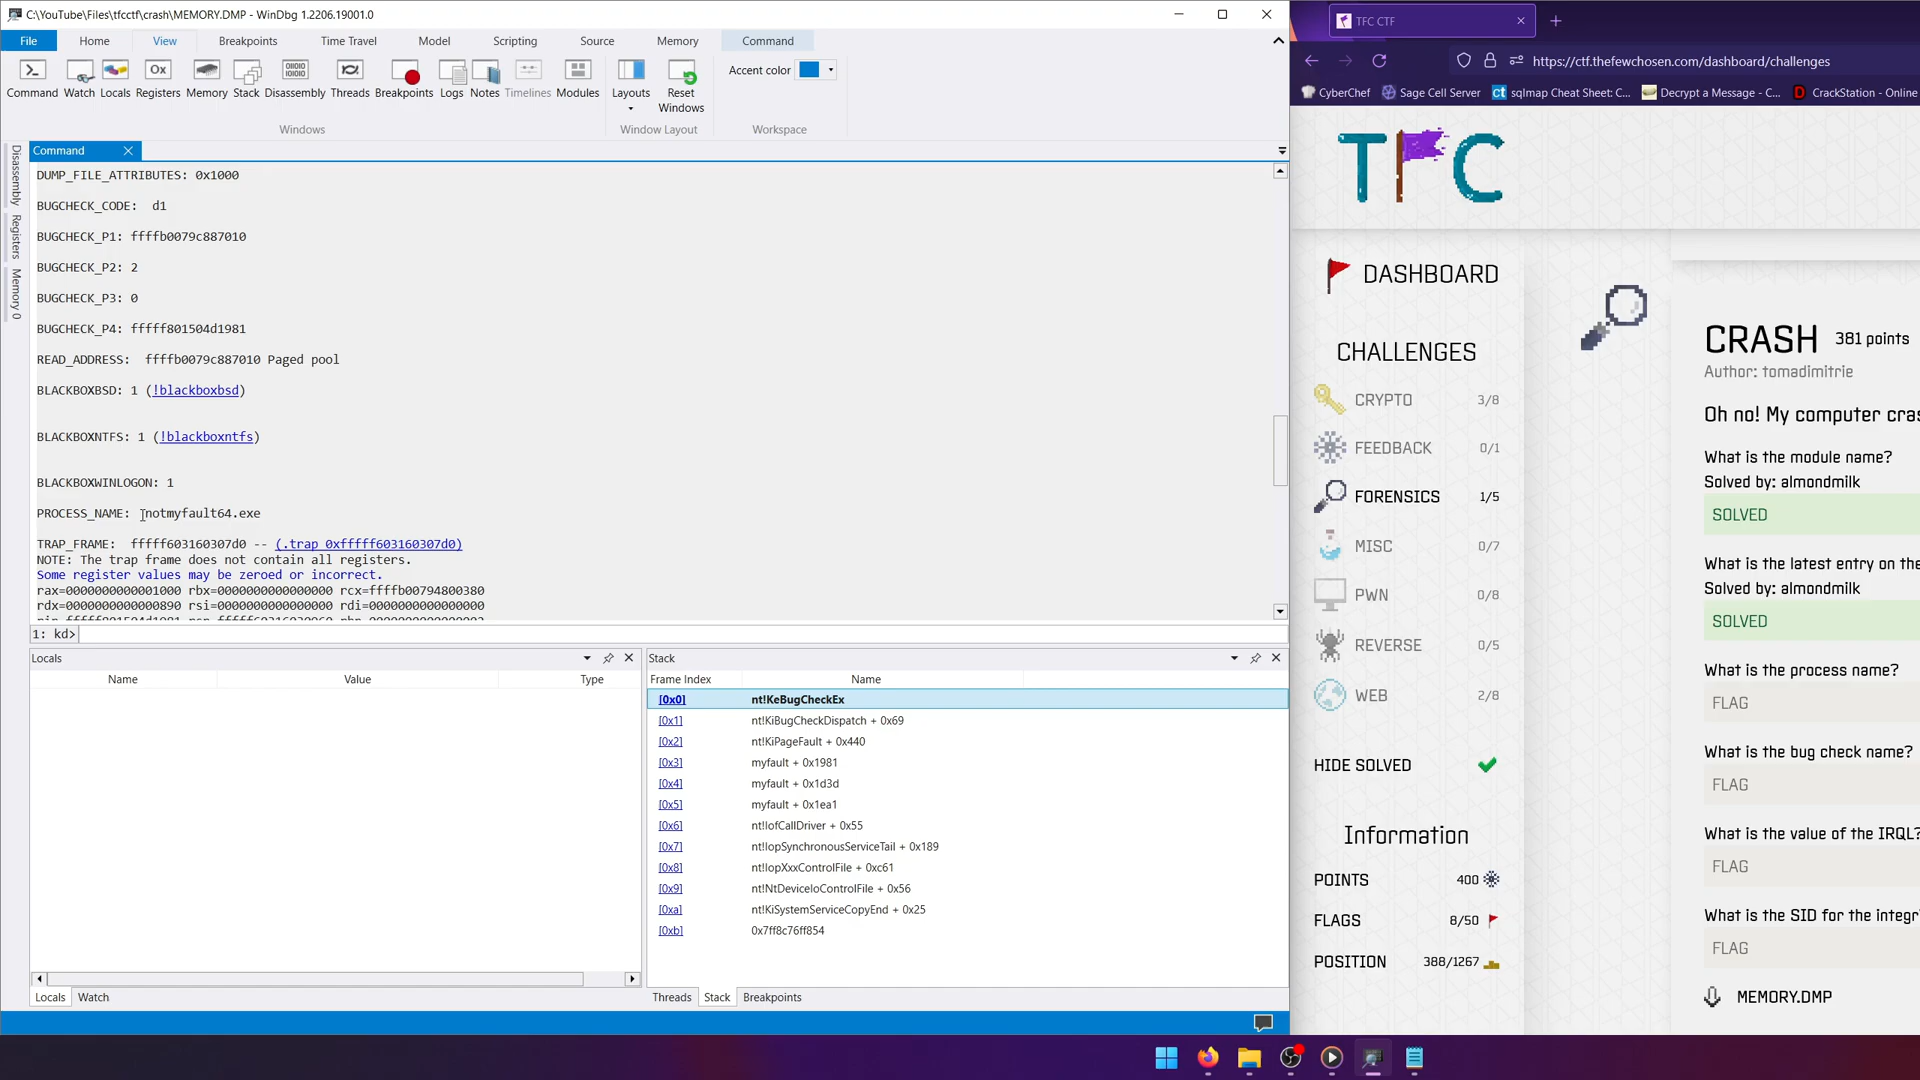 C:\YouTube\Files\tfcctf\crash\MEMORY.DMP - WinDbg 1.2206.19001.0
File
Home
View
Breakpoints
Time Travel
Model
Scripting
Source
Memory
Command
Command
Watch
Locals
Registers
Memory
Stack
Disassembly
Threads
Breakpoints
Logs
Notes
Timelines
Modules
Layouts
Reset Windows
Accent color
Windows
Window Layout
Workspace
Disassembly
Registers
Memory 0
Command
DUMP_FILE_ATTRIBUTES: 0x1000
BUGCHECK_CODE:  d1
BUGCHECK_P1: ffffb0079c887010
BUGCHECK_P2: 2
BUGCHECK_P3: 0
BUGCHECK_P4: fffff801504d1981
READ_ADDRESS:  ffffb0079c887010 Paged pool
BLACKBOXBSD: 1 (!blackboxbsd)
BLACKBOXNTFS: 1 (!blackboxntfs)
BLACKBOXWINLOGON: 1
PROCESS_NAME:  notmyfault64.exe
TRAP_FRAME:  fffff603160307d0 -- (.trap 0xfffff603160307d0)
NOTE: The trap frame does not contain all registers.
Some register values may be zeroed or incorrect.
rax=0000000000001000 rbx=0000000000000000 rcx=ffffb00794800380
rdx=0000000000000890 rsi=0000000000000000 rdi=0000000000000000
1: kd>
Locals
Name Value Type
Locals Watch
Stack
Frame Index Name
[0x0] nt!KeBugCheckEx
[0x1] nt!KiBugCheckDispatch + 0x69
[0x2] nt!KiPageFault + 0x440
[0x3] myfault + 0x1981
[0x4] myfault + 0x1d3d
[0x5] myfault + 0x1ea1
[0x6] nt!IofCallDriver + 0x55
[0x7] nt!IopSynchronousServiceTail + 0x189
[0x8] nt!IopXxxControlFile + 0xc61
[0x9] nt!NtDeviceIoControlFile + 0x56
[0xa] nt!KiSystemServiceCopyEnd + 0x25
[0xb] 0x7ff8c76ff854
Threads Stack Breakpoints
TFC CTF
https://ctf.thefewchosen.com/dashboard/challenges
CyberChef
Sage Cell Server
sqlmap Cheat Sheet: C...
Decrypt a Message - C...
CrackStation - Online
TFC
DASHBOARD
CHALLENGES
CRYPTO 3/8
FEEDBACK 0/1
FORENSICS 1/5
MISC 0/7
PWN 0/8
REVERSE 0/5
WEB 2/8
HIDE SOLVED
Information
POINTS 400
FLAGS 8/50
POSITION 388/1267
CRASH 381 points
Author: tomadimitrie
Oh no! My computer cras
What is the module name?
Solved by: almondmilk
SOLVED
What is the latest entry on the
Solved by: almondmilk
SOLVED
What is the process name?
FLAG
What is the bug check name?
FLAG
What is the value of the IRQL?
FLAG
What is the SID for the integr
FLAG
MEMORY.DMP